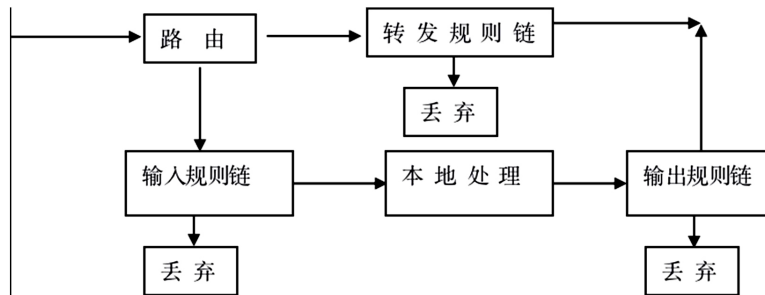 路 由
转 发 规 则 链
丢 弃
输入规则链
本 地 处 理
输出规则链
丢 弃
丢 弃